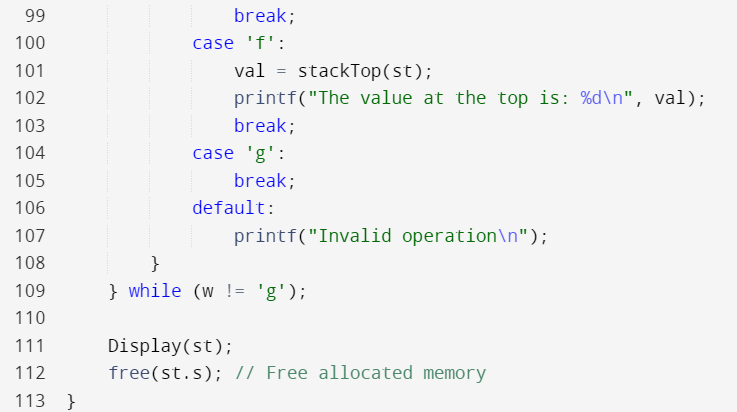 99                 break;
100             case 'f':
101                 val = stackTop(st);
102                 printf("The value at the top is: %d\n", val);
103                 break;
104             case 'g':
105                 break;
106             default:
107                 printf("Invalid operation\n");
108         }
109     } while (w != 'g');
110
111     Display(st);
112     free(st.s); // Free allocated memory
113 }